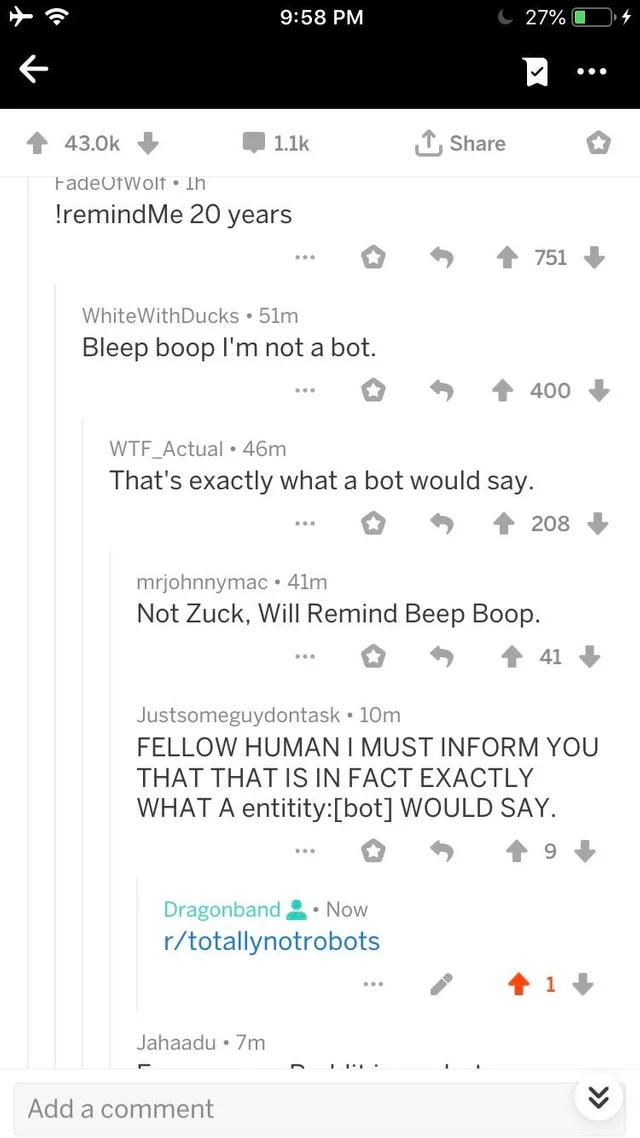 9:58 PM
27%
43.0k
1.1k
Share
FadeOfWolf • 1h
!remindMe 20 years
751
WhiteWithDucks • 51m
Bleep boop I'm not a bot.
400
WTF_Actual • 46m
That's exactly what a bot would say.
208
mrjohnnymac • 41m
Not Zuck, Will Remind Beep Boop.
41
Justsomeguydontask • 10m
FELLOW HUMAN I MUST INFORM YOU
THAT THAT IS IN FACT EXACTLY
WHAT A entitity:[bot] WOULD SAY.
9
Dragonband • Now
r/totallynotrobots
1
Jahaadu • 7m
Add a comment